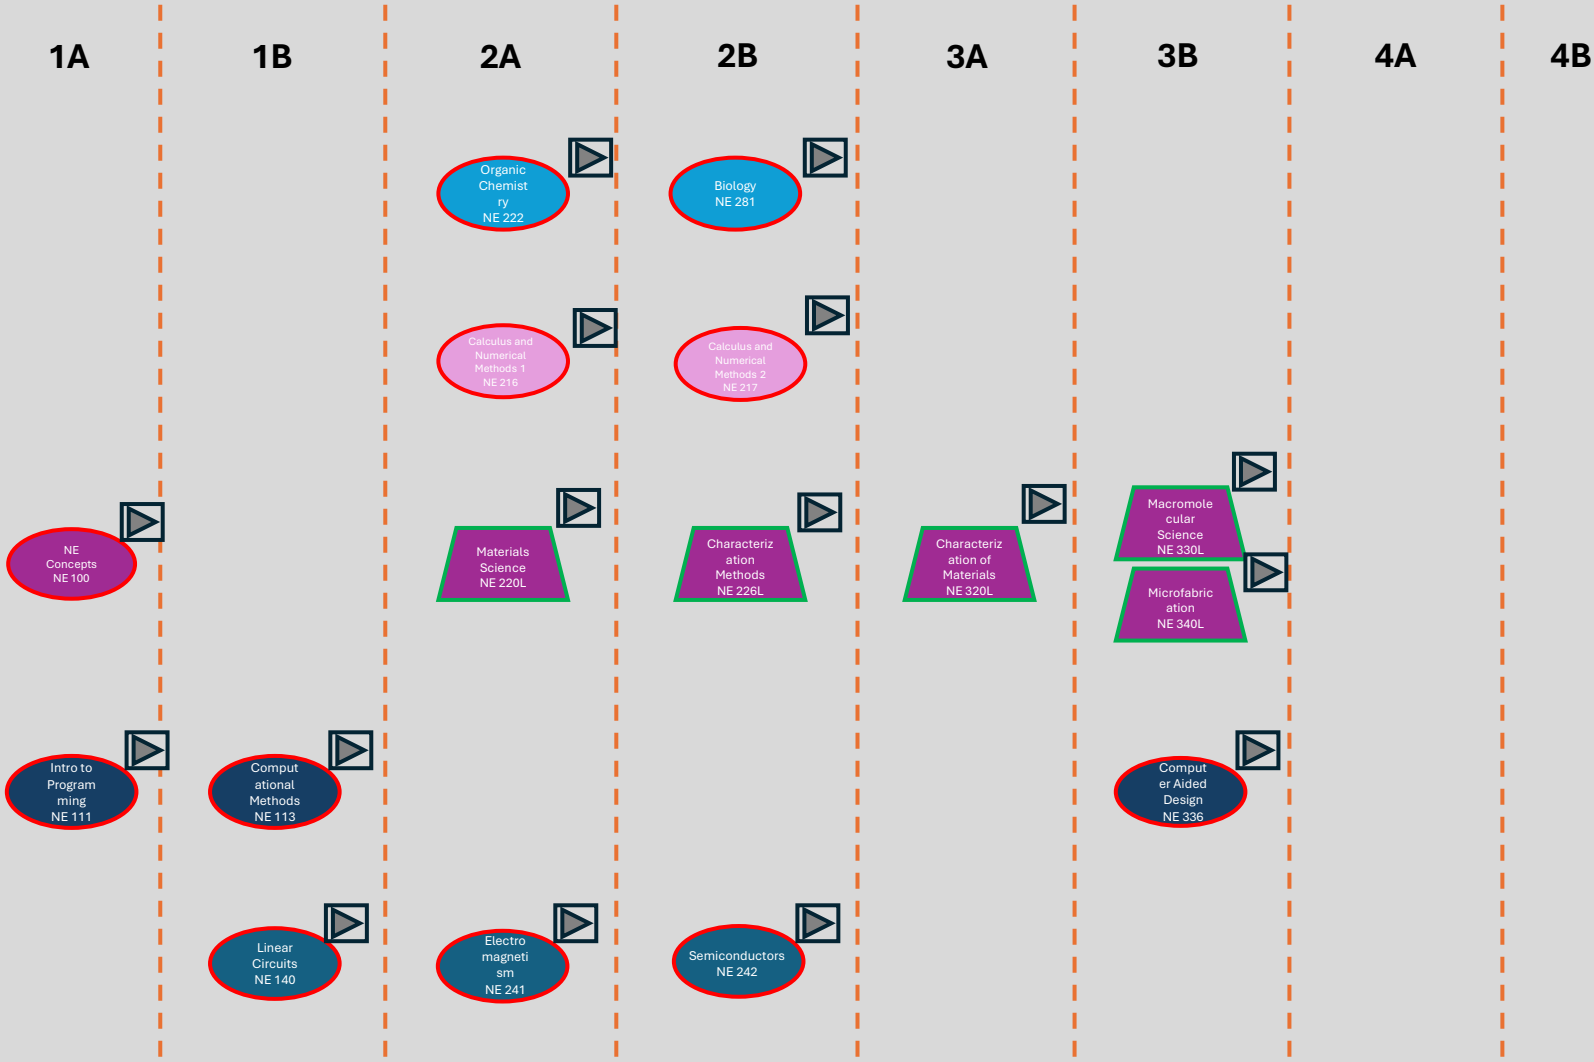 1A
1B
2A
2B
3A
3B
4A
4B
Organic
Chemist
ry
NE 222
Biology
NE 281
Calculus and
Numerical
Methods 1
NE 216
Calculus and
Numerical
Methods 2
NE 217
NE
Concepts
NE 100
Materials
Science
NE 220L
Characteriz
ation
Methods
NE 226L
Characteriz
ation of
Materials
NE 320L
Macromole
cular
Science
NE 330L
Microfabric
ation
NE 340L
Intro to
Program
ming
NE 111
Comput
ational
Methods
NE 113
Comput
er Aided
Design
NE 336
Linear
Circuits
NE 140
Electro
magneti
sm
NE 241
Semiconductors
NE 242